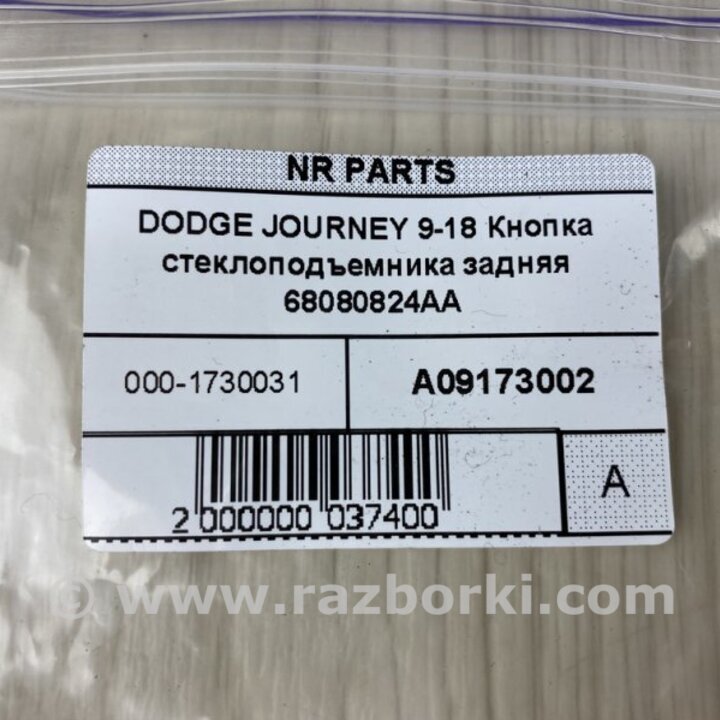 NR PARTS
DODGE JOURNEY 9-18 Кнопка
стеклоподъемника задняя
68080824AA
000-1730031
A09173002
2 000000 037400
A
© www.razborki.com